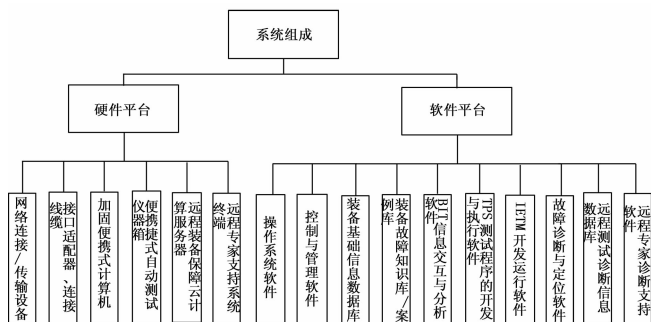 系统组成
硬件平台
软件平台
网络连接/传输设备
接口适配器、连接
线缆
加固便携式计算机
便携捷式自动测试
仪器箱
远程装备保障云计
算服务器
远程专家支持系统
终端
操作系统软件
控制与管理软件
装备基础信息数据库
装备故障知识库/案
例库
BIT信息交互与分析
软件
TPS测试程序的开发
与执行软件
IETM开发运行软件
故障诊断与定位软件
远程测试诊断信息
数据库
远程专家诊断支持
软件